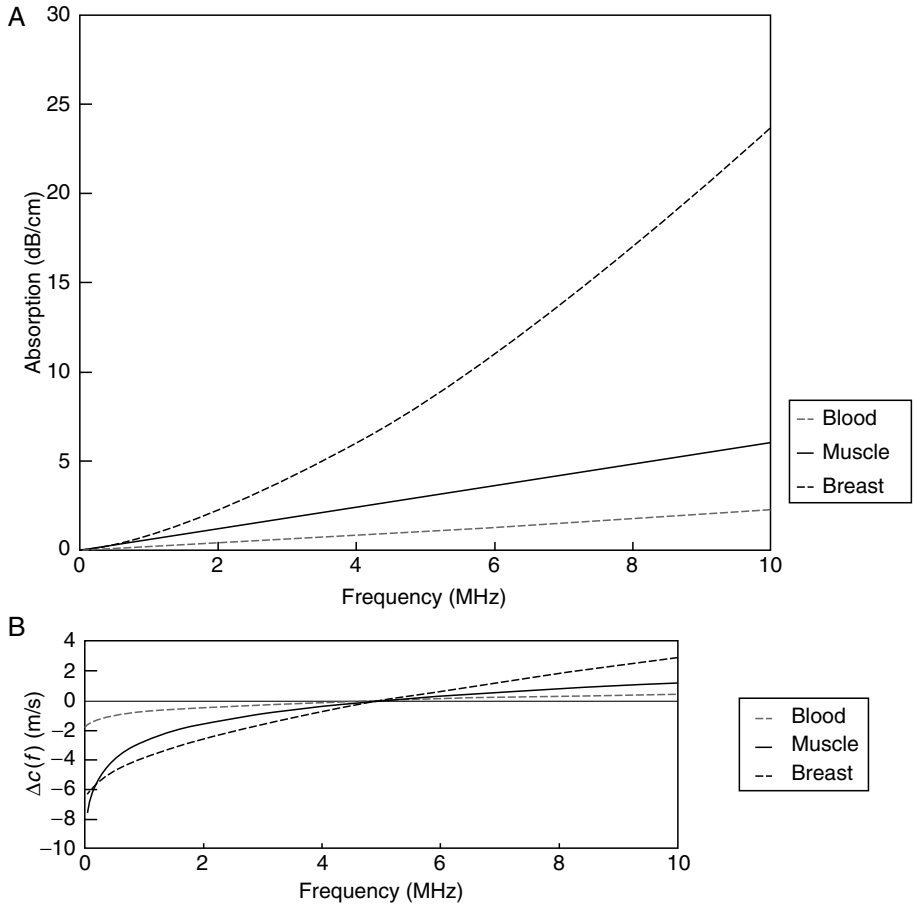 A
30
25
20
15
10
5
0
Absorption (dB/cm)
0 2 4 6 8 10
Frequency (MHz)
Blood
Muscle
Breast
B
4
2
0
−2
−4
−6
−8
−10
Δc(f) (m/s)
0 2 4 6 8 10
Frequency (MHz)
Blood
Muscle
Breast